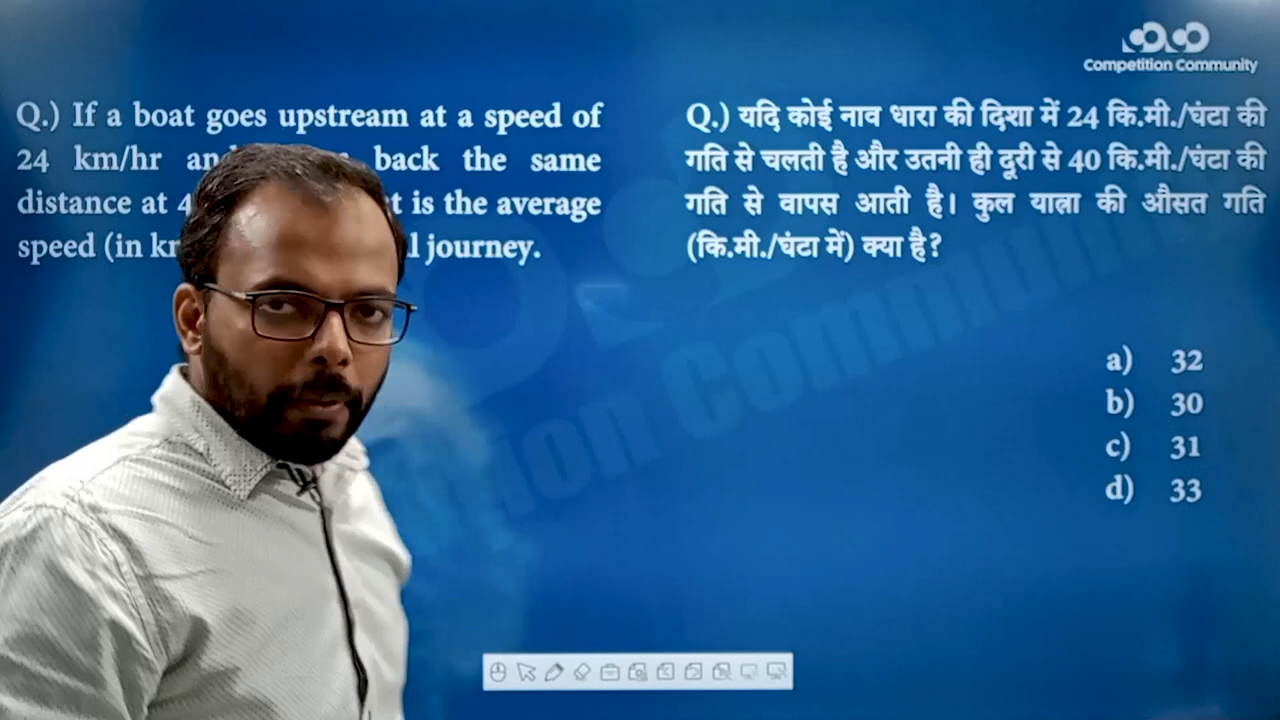 Competition Community
Q.) If a boat goes upstream at a speed of
24 km/hr back the same
distance at is the average
speed (in journey.
Q.) यदि कोई नाव धारा की दिशा में 24 कि.मी./घंटा की
गति से चलती है और उतनी ही दूरी से 40 कि.मी./घंटा की
गति से वापस आती है। कुल यात्रा की औसत गति
(कि.मी./घंटा में) क्या है?
a) 32
b) 30
c) 31
d) 33